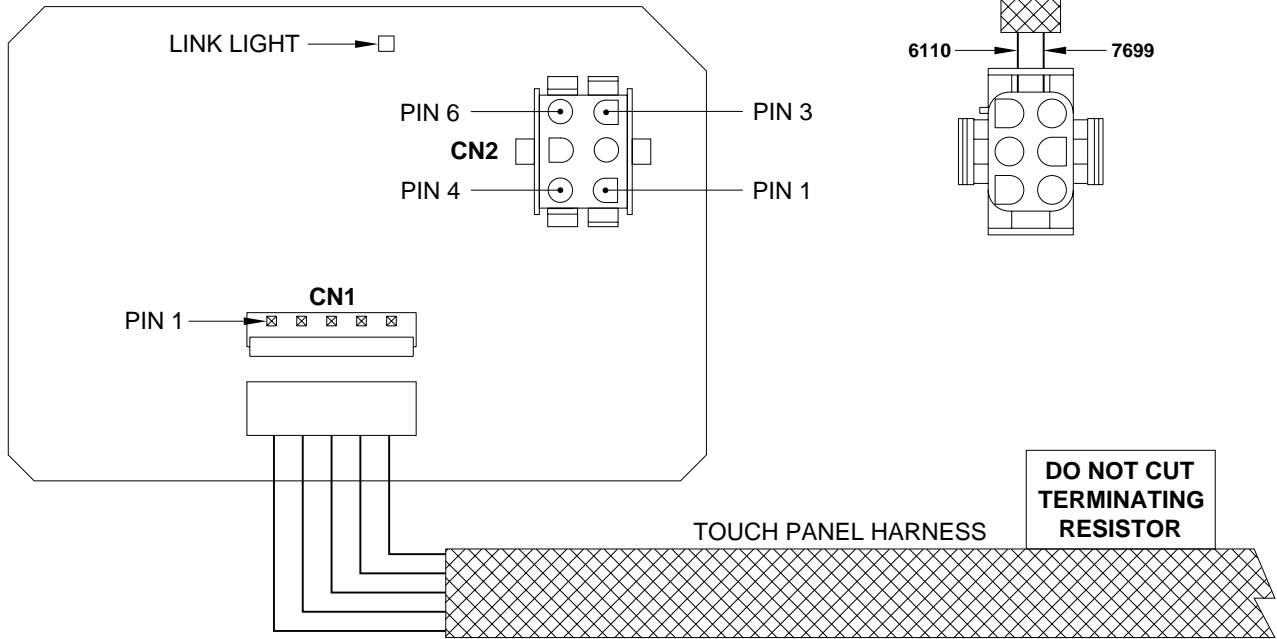 LINK LIGHT
6110
7699
PIN 6
PIN 3
CN2
PIN 4
PIN 1
CN1
PIN 1
DO NOT CUT
TERMINATING
RESISTOR
TOUCH PANEL HARNESS